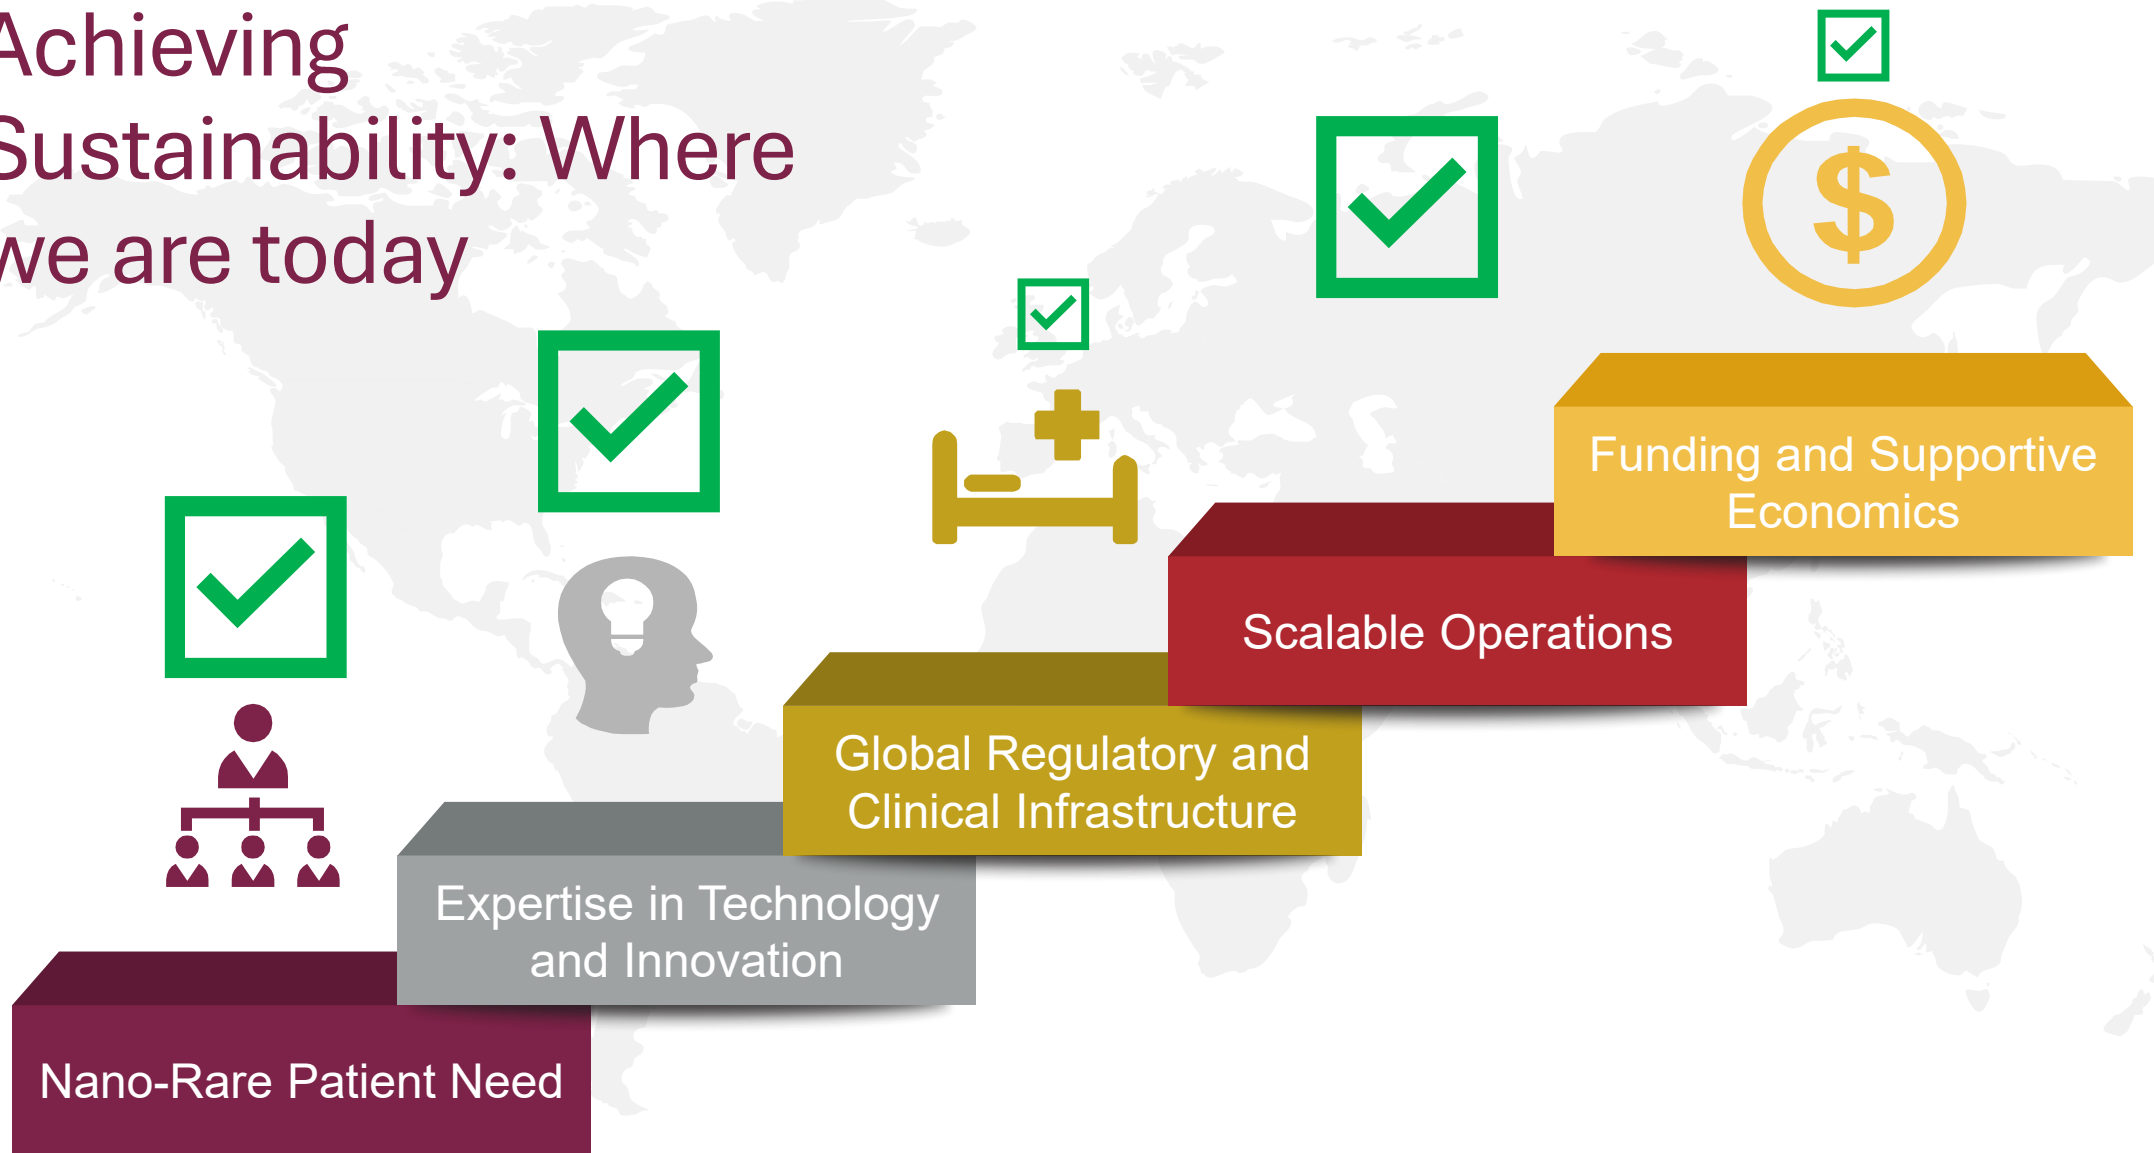 Achieving
Sustainability: Where
we are today
$
Funding and Supportive
Economics
Scalable Operations
Global Regulatory and
Clinical Infrastructure
Expertise in Technology
and Innovation
Nano-Rare Patient Need